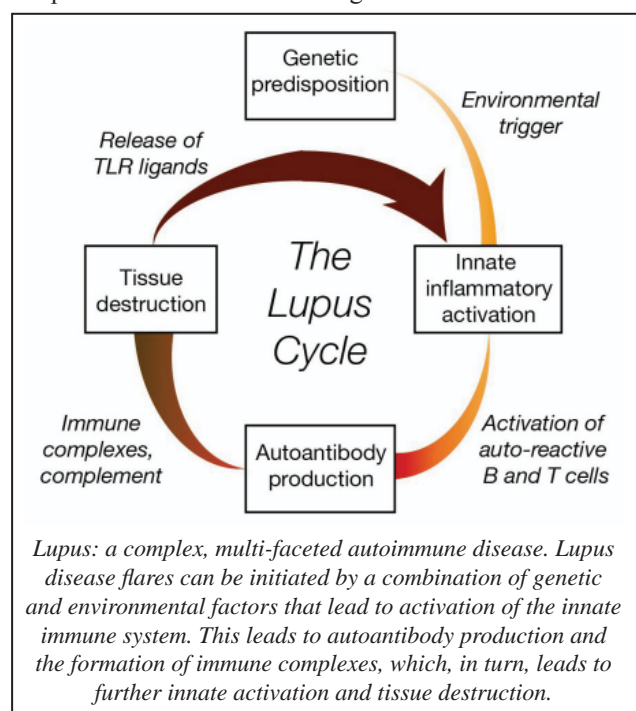 Genetic
predisposition
Environmental
trigger
Release of
TLR ligands
Tissue
destruction
The
Lupus
Cycle
Innate
inflammatory
activation
Immune
complexes,
complement
Autoantibody
production
Activation of
auto-reactive
B and T cells
Lupus: a complex, multi-faceted autoimmune disease. Lupus
disease flares can be initiated by a combination of genetic
and environmental factors that lead to activation of the innate
immune system. This leads to autoantibody production and
the formation of immune complexes, which, in turn, leads to
further innate activation and tissue destruction.